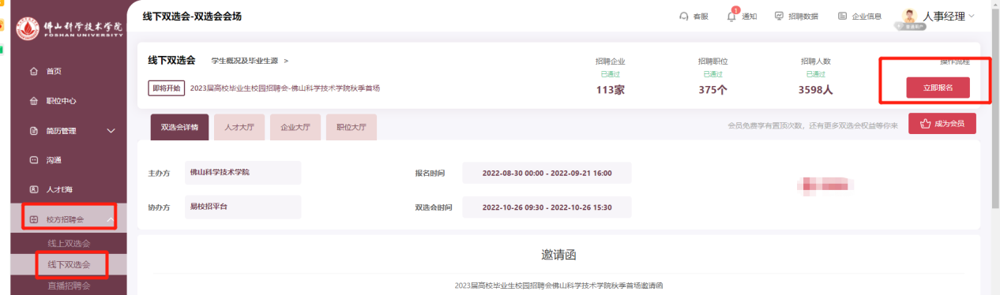 佛山科学技术学院
FOSHAN UNIVERSITY
首页
职位中心
简历管理
沟通
人才E海
校方招聘会
线上双选会
线下双选会
直播招聘会
线下双选会-双选会会场
客服
1
通知
招聘数据
企业信息
人事经理
普通用户
线下双选会
学生概况及毕业生源 >
即将开始 2023届高校毕业生校园招聘会-佛山科学技术学院秋季首场
招聘企业
已通过
113家
招聘职位
已通过
375个
招聘人数
已通过
3598人
操作流程
立即报名
双选会详情
人才大厅
企业大厅
职位大厅
会员免费享有置顶次数，还有更多双选会权益等你来
成为会员
主办方 佛山科学技术学院
报名时间 2022-08-30 00:00 - 2022-09-21 16:00
协办方 易校招平台
双选会时间 2022-10-26 09:30 - 2022-10-26 15:30
邀请函
2023届高校毕业生校园招聘会佛山科学技术学院秋季首场邀请函